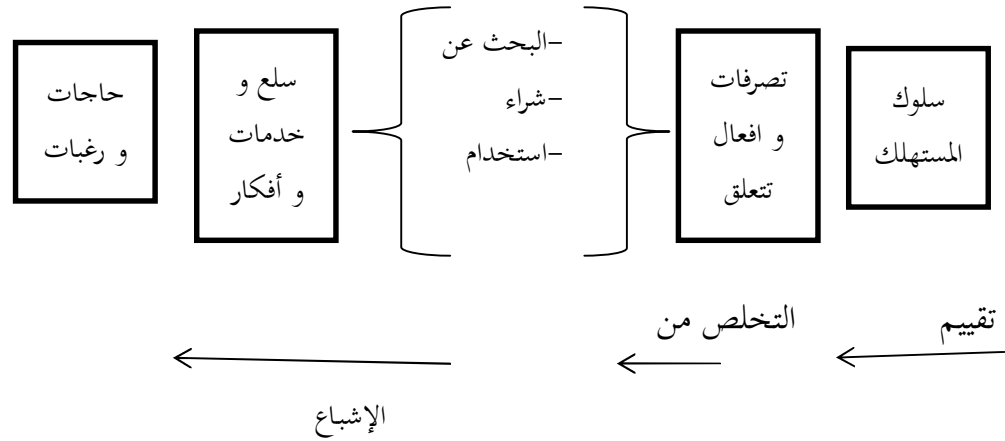 سلوك
المستهلك
تصرفات
و افعال
تتعلق
-البحث عن
-شراء
-استخدام
سلع و
خدمات
و أفكار
حاجات
و رغبات
تقييم
التخلص من
الإشباع